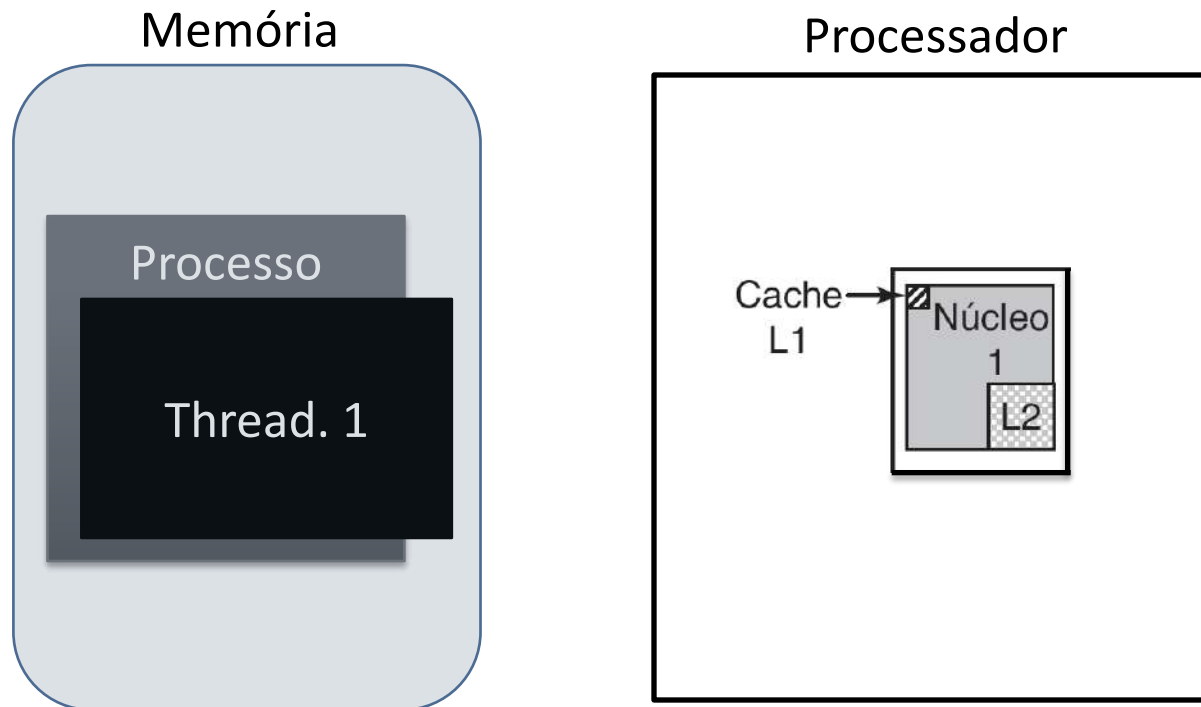 Memória
Processador
Processo
Thread. 1
Cache
L1
Núcleo
1
L2